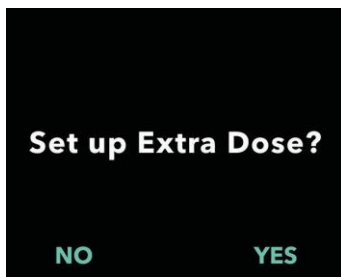 Set up Extra Dose?
NO YES